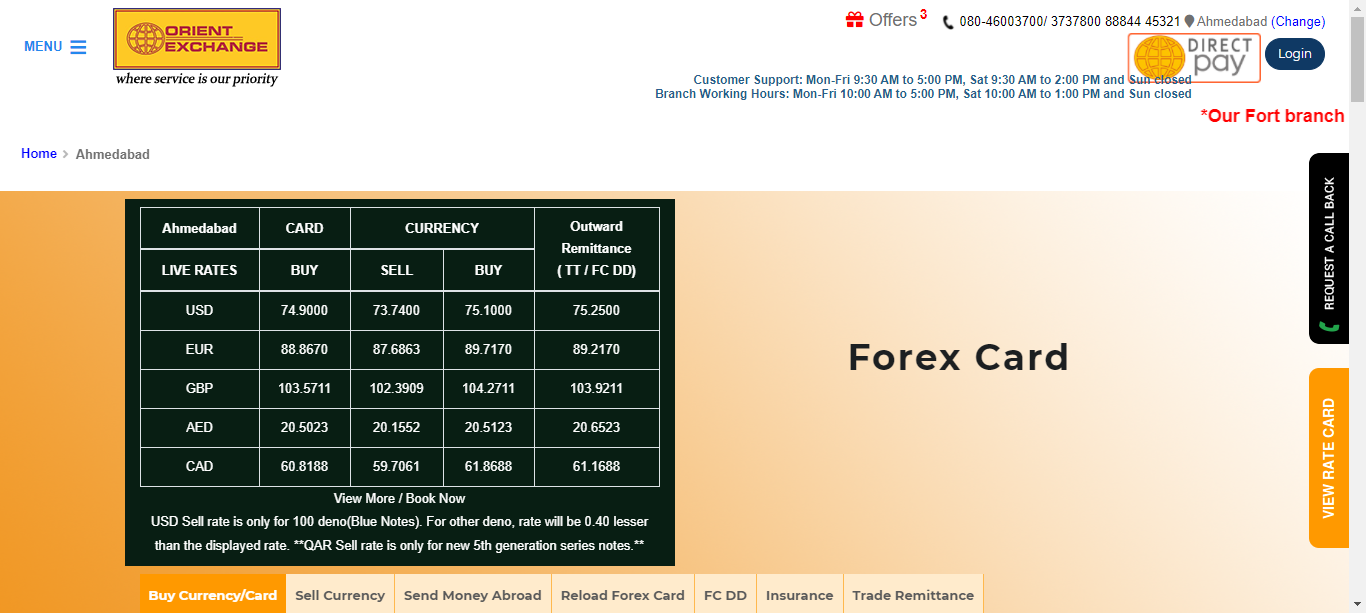 MENU
ORIENT
EXCHANGE
where service is our priority
Offers 3
080-46003700/ 3737800 88844 45321 Ahmedabad (Change)
DIRECT
pay
Login
Customer Support: Mon-Fri 9:30 AM to 5:00 PM, Sat 9:30 AM to 2:00 PM and Sun closed
Branch Working Hours: Mon-Fri 10:00 AM to 5:00 PM, Sat 10:00 AM to 1:00 PM and Sun closed
*Our Fort branch
Home > Ahmedabad
Ahmedabad CARD CURRENCY Outward
Remittance
( TT / FC DD)
LIVE RATES BUY SELL BUY
USD 74.9000 73.7400 75.1000 75.2500
EUR 88.8670 87.6863 89.7170 89.2170
GBP 103.5711 102.3909 104.2711 103.9211
AED 20.5023 20.1552 20.5123 20.6523
CAD 60.8188 59.7061 61.8688 61.1688
View More / Book Now
USD Sell rate is only for 100 deno(Blue Notes). For other deno, rate will be 0.40 lesser
than the displayed rate. **QAR Sell rate is only for new 5th generation series notes.**
Forex Card
REQUEST A CALL BACK
VIEW RATE CARD
Buy Currency/Card Sell Currency Send Money Abroad Reload Forex Card FC DD Insurance Trade Remittance